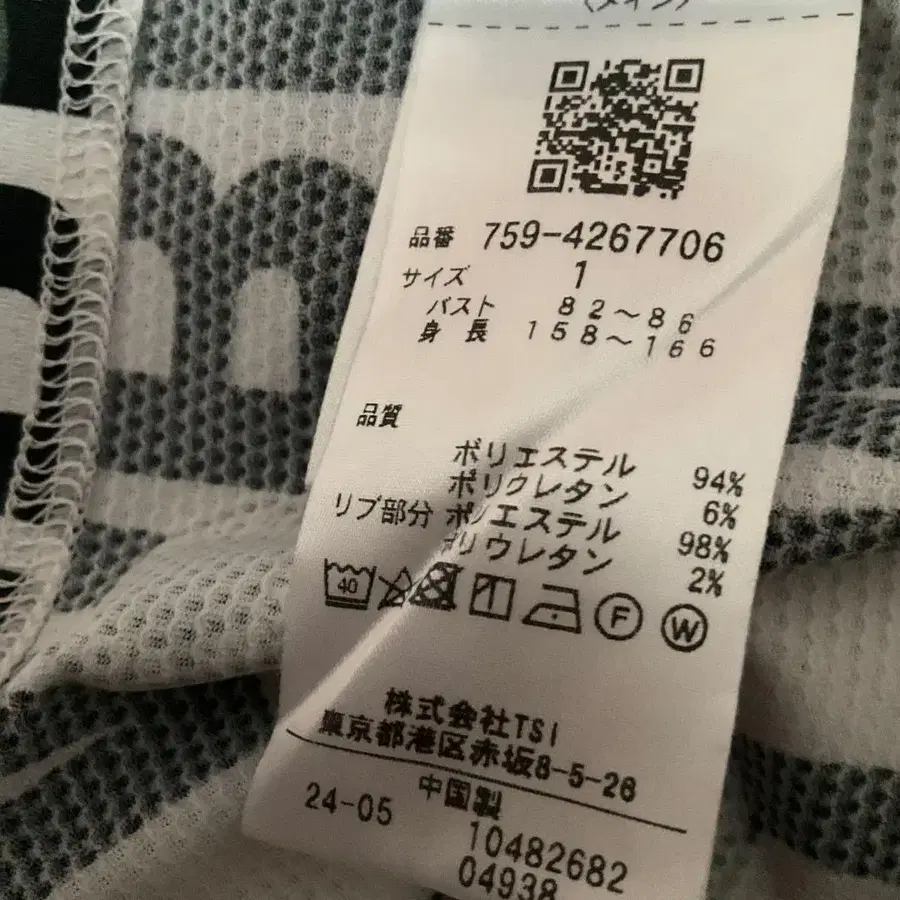 (メイン)
品番 759-4267706
サイズ 1
バスト 82～86
身長 158～166
品質
ポリエステル 94%
ポリウレタン 6%
リブ部分 ポリエステル 98%
ポリウレタン 2%
40 F W
株式会社TSI
東京都港区赤坂8-5-26
中国製
24-05
10482682
04938